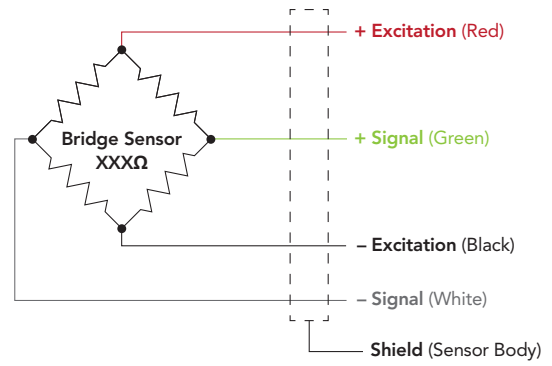 + Excitation (Red)
Bridge Sensor
XXXΩ
+ Signal (Green)
– Excitation (Black)
– Signal (White)
Shield (Sensor Body)